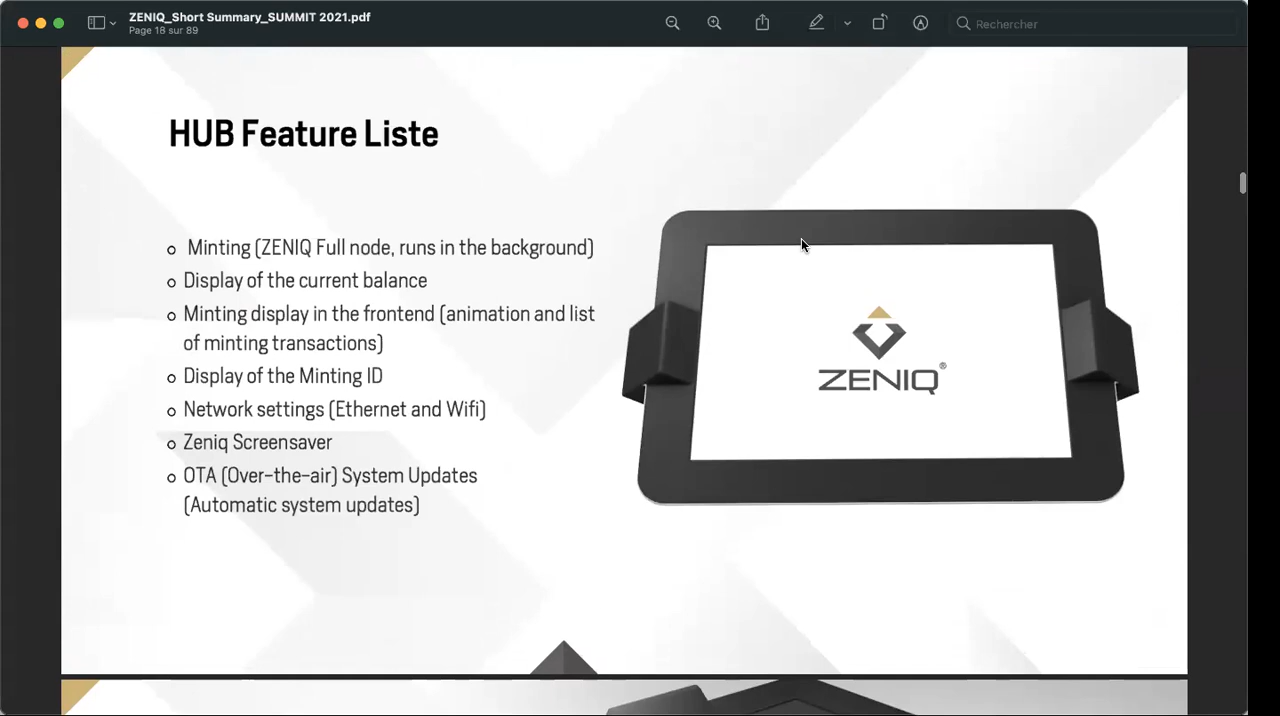 ZENIQ_Short Summary_SUMMIT 2021.pdf
Page 18 sur 89
Rechercher
HUB Feature Liste
Minting (ZENIQ Full node, runs in the background)
Display of the current balance
Minting display in the frontend (animation and list
of minting transactions)
Display of the Minting ID
Network settings (Ethernet and Wifi)
Zeniq Screensaver
OTA (Over-the-air) System Updates
(Automatic system updates)
ZENIQ®